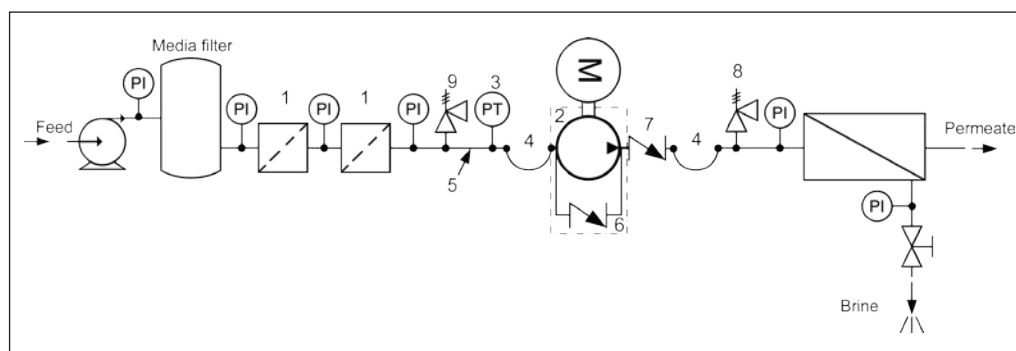 Media filter
PI
Feed
PI
1
PI
1
PI
9
3
PT
4
5
M
2
6
7
4
8
PI
Permeate
PI
Brine